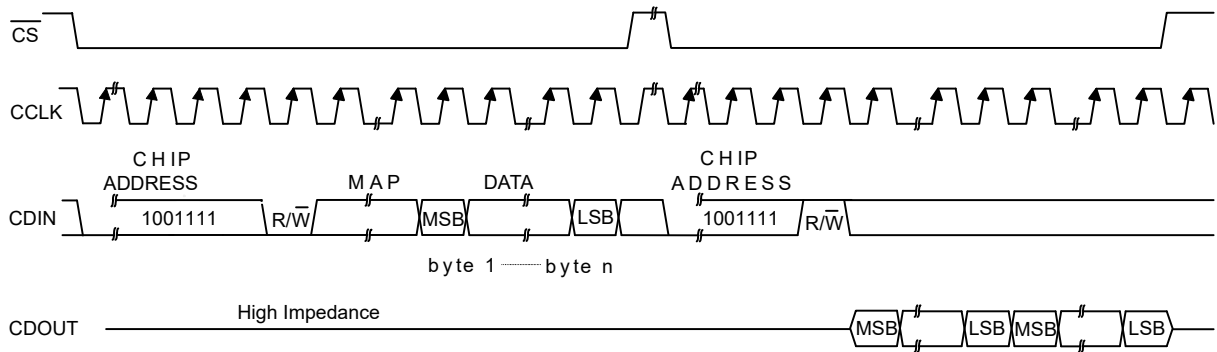 C̅S̅
CCLK
CHIP ADDRESS
MAP
DATA
CHIP ADDRESS
CDIN
1001111
R/W̅
MSB
LSB
1001111
R/W̅
byte 1 byte n
High Impedance
CDOUT
MSB
LSB
MSB
LSB